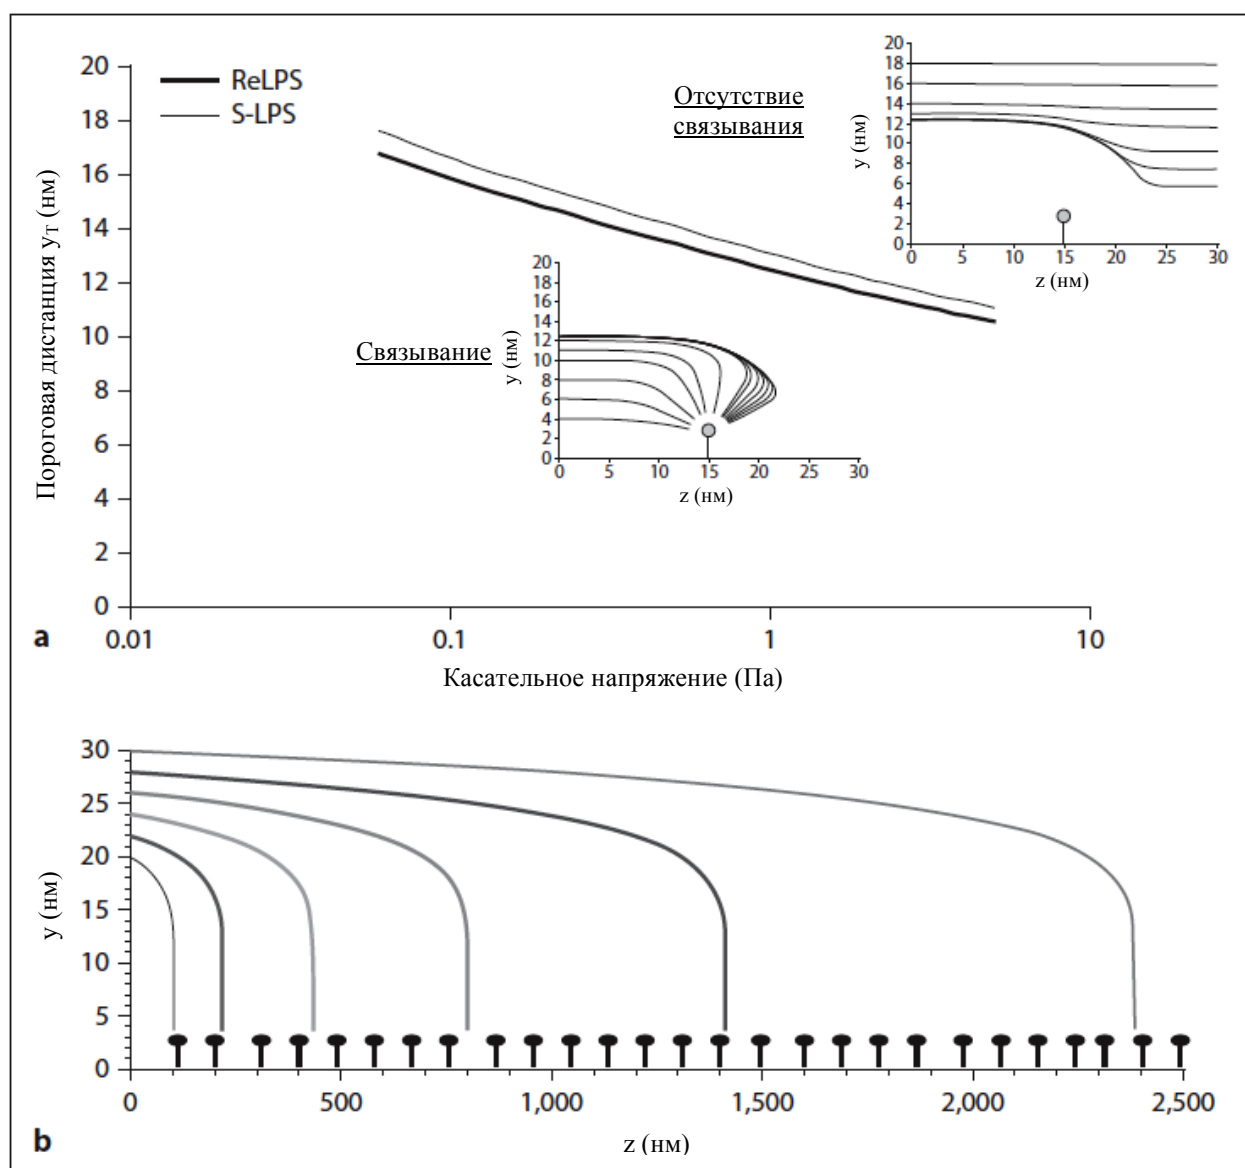 ReLPS
S-LPS
Пороговая дистанция yт (нм)
20
18
16
14
12
10
8
6
4
2
0
0.01
0.1
1
10
Касательное напряжение (Па)
a
Отсутствие
связывания
y (нм)
20
18
16
14
12
10
8
6
4
2
0
0 5 10 15 20 25 30
z (нм)
Связывание
y (нм)
20
18
16
14
12
10
8
6
4
2
0
0 5 10 15 20 25 30
z (нм)
y (нм)
30
25
20
15
10
5
0
0 500 1,000 1,500 2,000 2,500
z (нм)
b